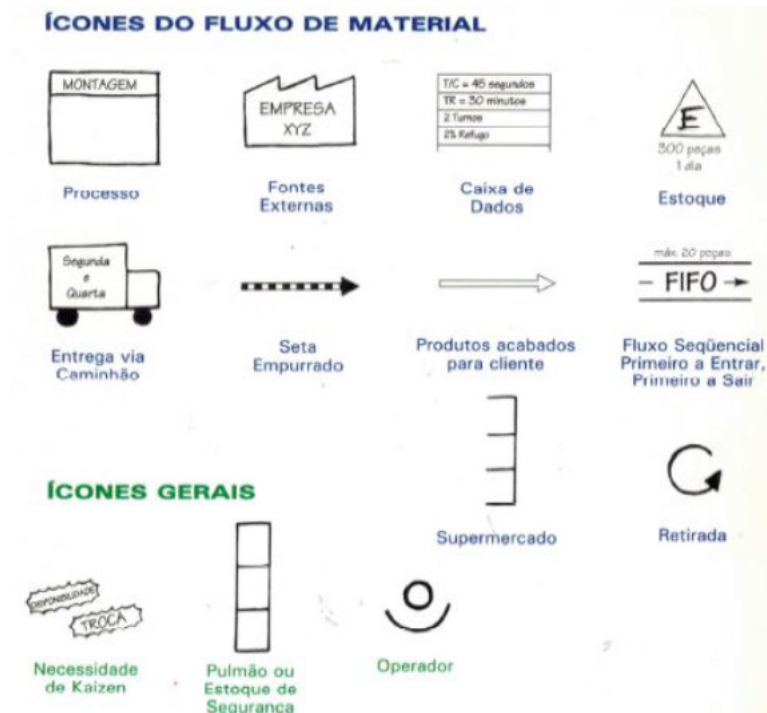 ÍCONES DO FLUXO DE MATERIAL
MONTAGEM
Processo
EMPRESA
XYZ
Fontes
Externas
T/C = 45 segundos
TR = 30 minutos
2 Turnos
2% Refugo
Caixa de
Dados
E
300 peças
1 dia
Estoque
Segunda
e
Quarta
Entrega via
Caminhão
Seta
Empurrado
Produtos acabados
para cliente
máx. 20 peças
FIFO
Fluxo Seqüencial
Primeiro a Entrar,
Primeiro a Sair
Supermercado
Retirada
ÍCONES GERAIS
DISPONIBILIDADE
TROCA
Necessidade
de Kaizen
Pulmão ou
Estoque de
Segurança
Operador